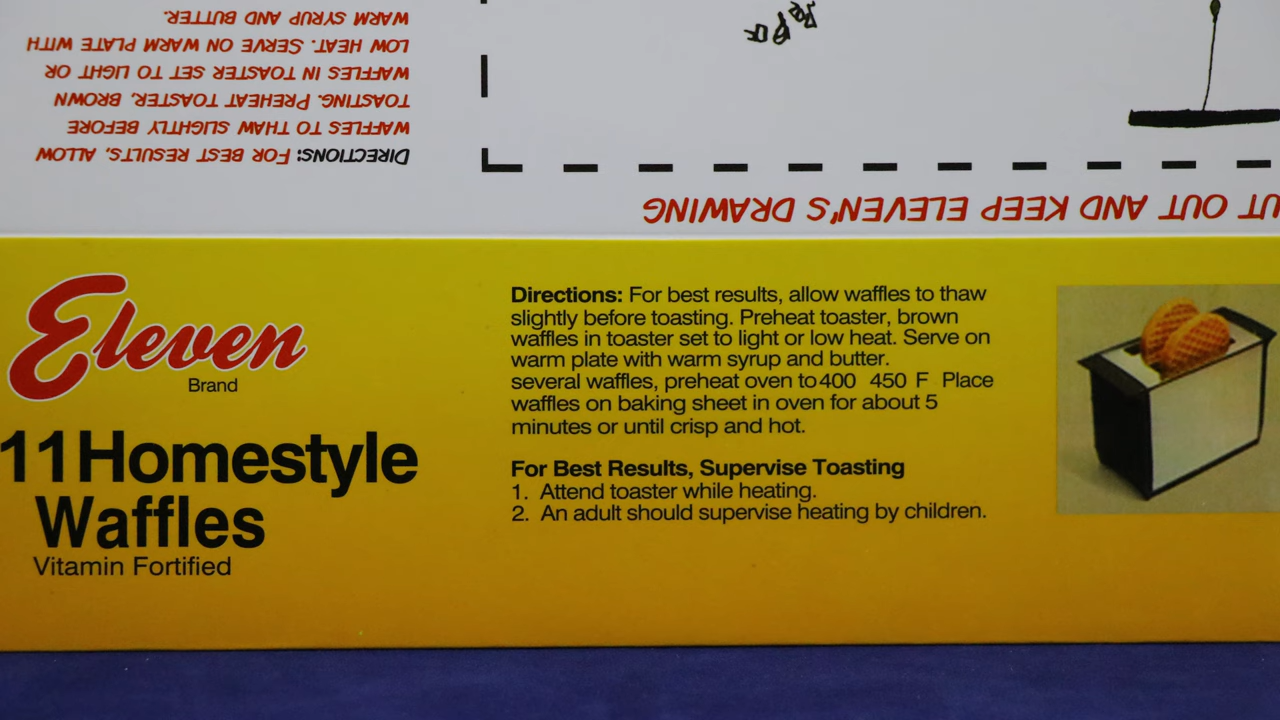 WARM SYRUP AND BUTTER.
LOW HEAT. SERVE ON WARM PLATE WITH
WAFFLES IN TOASTER SET TO LIGHT OR
TOASTING. PREHEAT TOASTER, BROWN
WAFFLES TO THAW SLIGHTLY BEFORE
DIRECTIONS: FOR BEST RESULTS, ALLOW
UT OUT AND KEEP ELEVEN'S DRAWING
Eleven
Brand
11 Homestyle
Waffles
Vitamin Fortified
Directions: For best results, allow waffles to thaw
slightly before toasting. Preheat toaster, brown
waffles in toaster set to light or low heat. Serve on
warm plate with warm syrup and butter.
several waffles, preheat oven to 400 450 F Place
waffles on baking sheet in oven for about 5
minutes or until crisp and hot.
For Best Results, Supervise Toasting
1. Attend toaster while heating.
2. An adult should supervise heating by children.